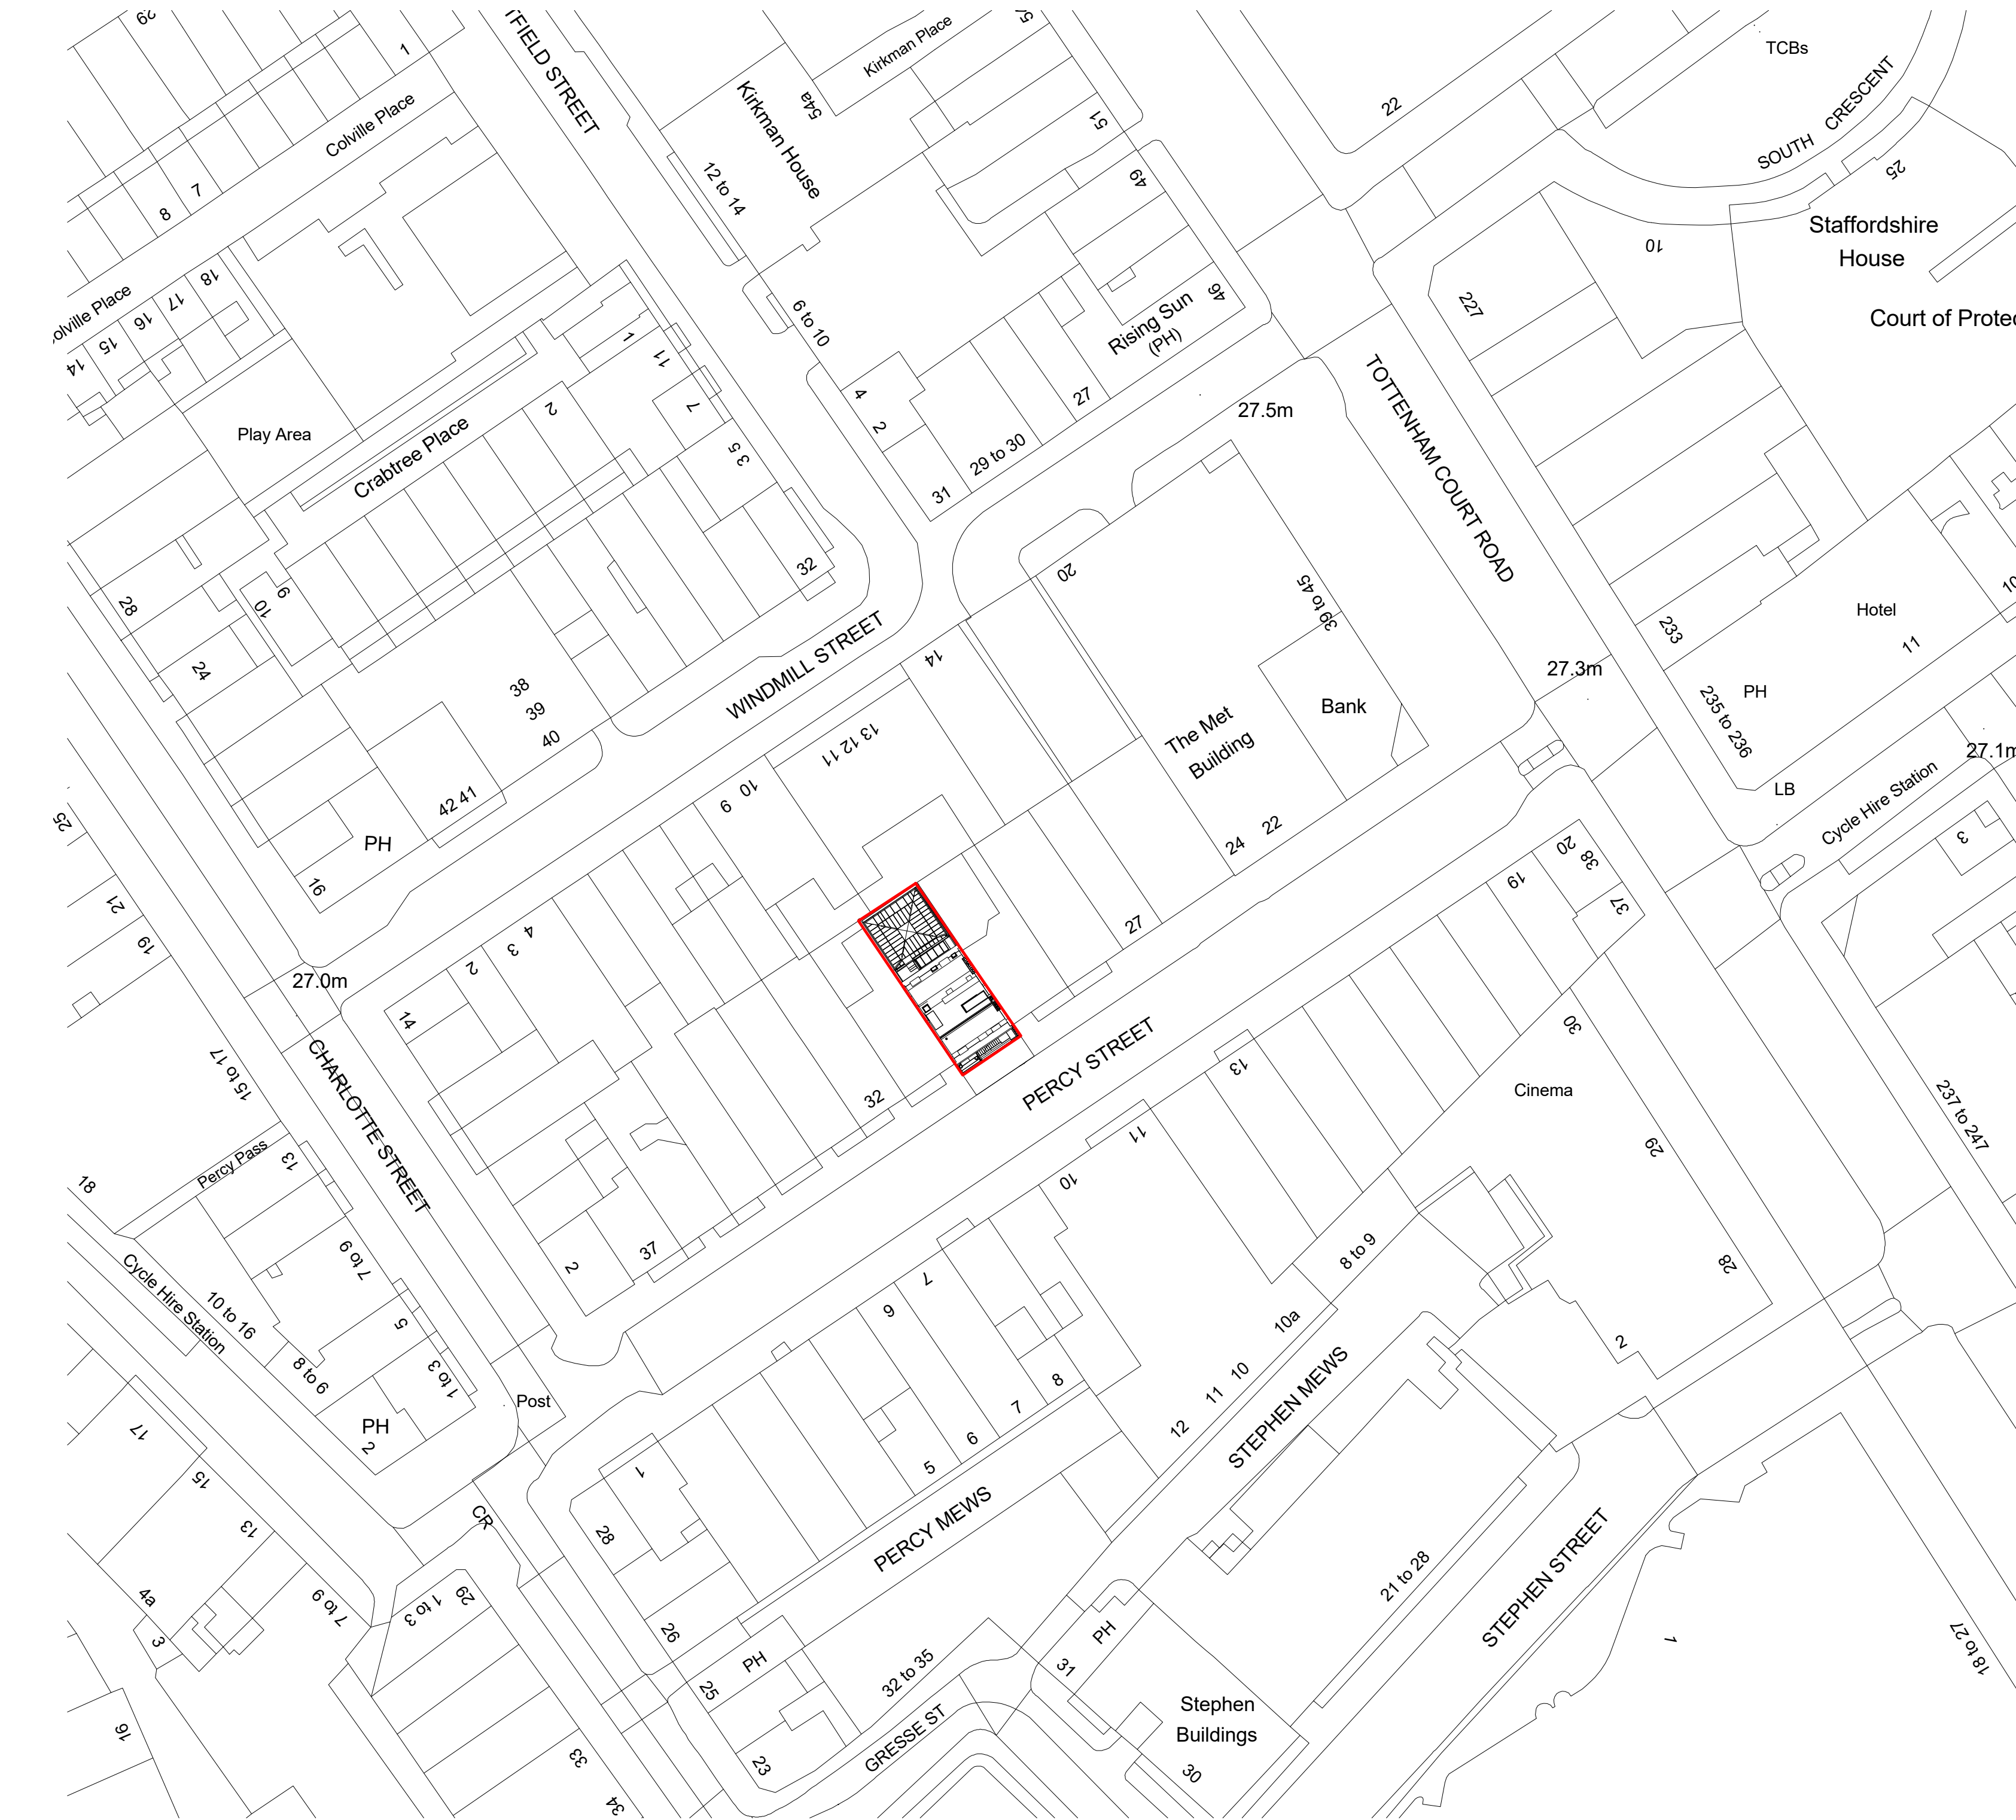 29
1
TFIELD STREET
Kirkman Place
54a
Kirkman House
51
TCBs
22
SOUTH CRESCENT
25
Colville Place
7
8
12 to 14
49
Staffordshire
House
10
Court of Protec
18
17
16
15
14
olville Place
6 to 10
46
Rising Sun
(PH)
227
1
11
7
3 5
4
2
27
29 to 30
31
27.5m
TOTTENHAM COURT ROAD
Play Area
Crabtree Place
2
32
20
39 to 45
28
9
10
24
WINDMILL STREET
14
38
39
40
42 41
PH
16
13 12 11
10
9
The Met
Building
Bank
24
22
27.3m
233
Hotel
11
10
PH
235 to 236
LB
27.1m
Cycle Hire Station
3
25
21
19
27.0m
14
2
3
4
27
32
PERCY STREET
20
38
37
19
30
13
11
10
Cinema
29
28
237 to 247
15 to 17
CHARLOTTE STREET
Percy Pass
13
18
7 to 9
5
1 to 3
Cycle Hire Station
10 to 16
8 to 9
PH
2
2
37
Post
CR
7
6
8
7
6
5
8 to 9
10a
10
11
12
STEPHEN MEWS
2
17
15
13
4a
3
7 to 9
1 to 3
29
28
1
26
PERCY MEWS
PH
25
23
32 to 35
GRESSE ST
PH
31
Stephen
Buildings
30
21 to 28
STEPHEN STREET
1
18 to 27
16
33
34